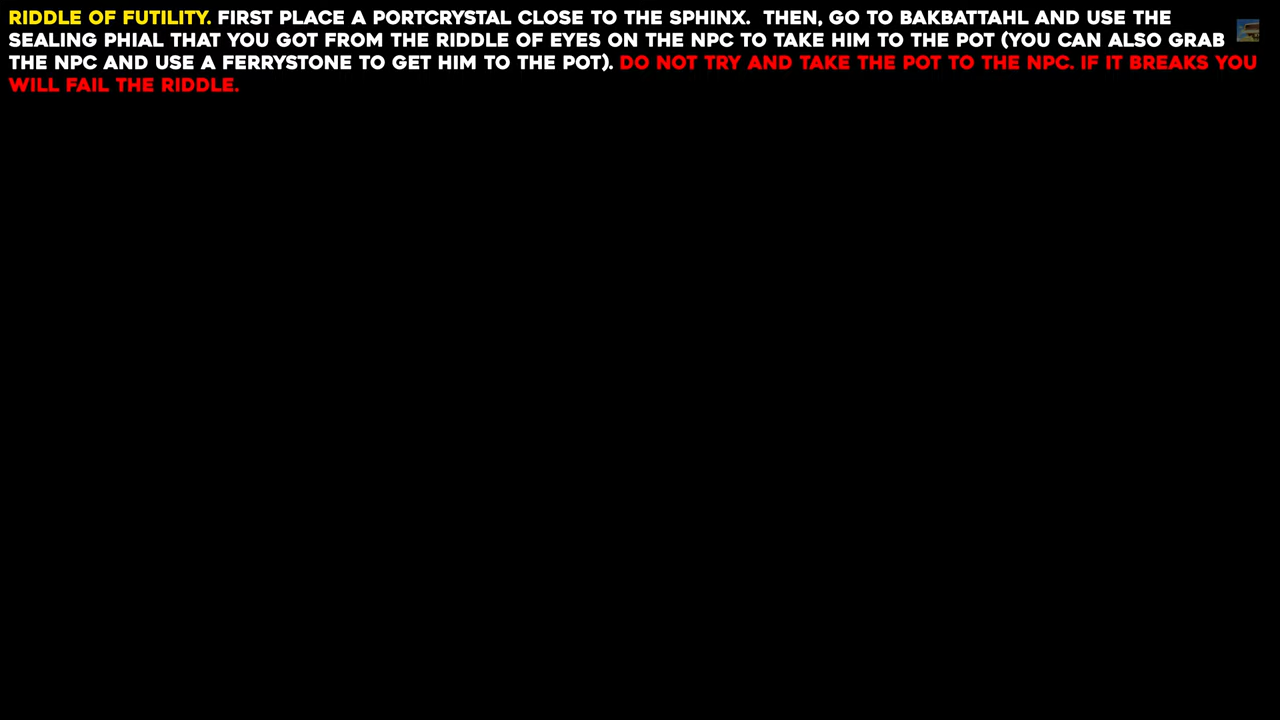 RIDDLE OF FUTILITY. FIRST PLACE A PORTCRYSTAL CLOSE TO THE SPHINX.  THEN, GO TO BAKBATTAHL AND USE THE
SEALING PHIAL THAT YOU GOT FROM THE RIDDLE OF EYES ON THE NPC TO TAKE HIM TO THE POT (YOU CAN ALSO GRAB
THE NPC AND USE A FERRYSTONE TO GET HIM TO THE POT). DO NOT TRY AND TAKE THE POT TO THE NPC. IF IT BREAKS YOU
WILL FAIL THE RIDDLE.